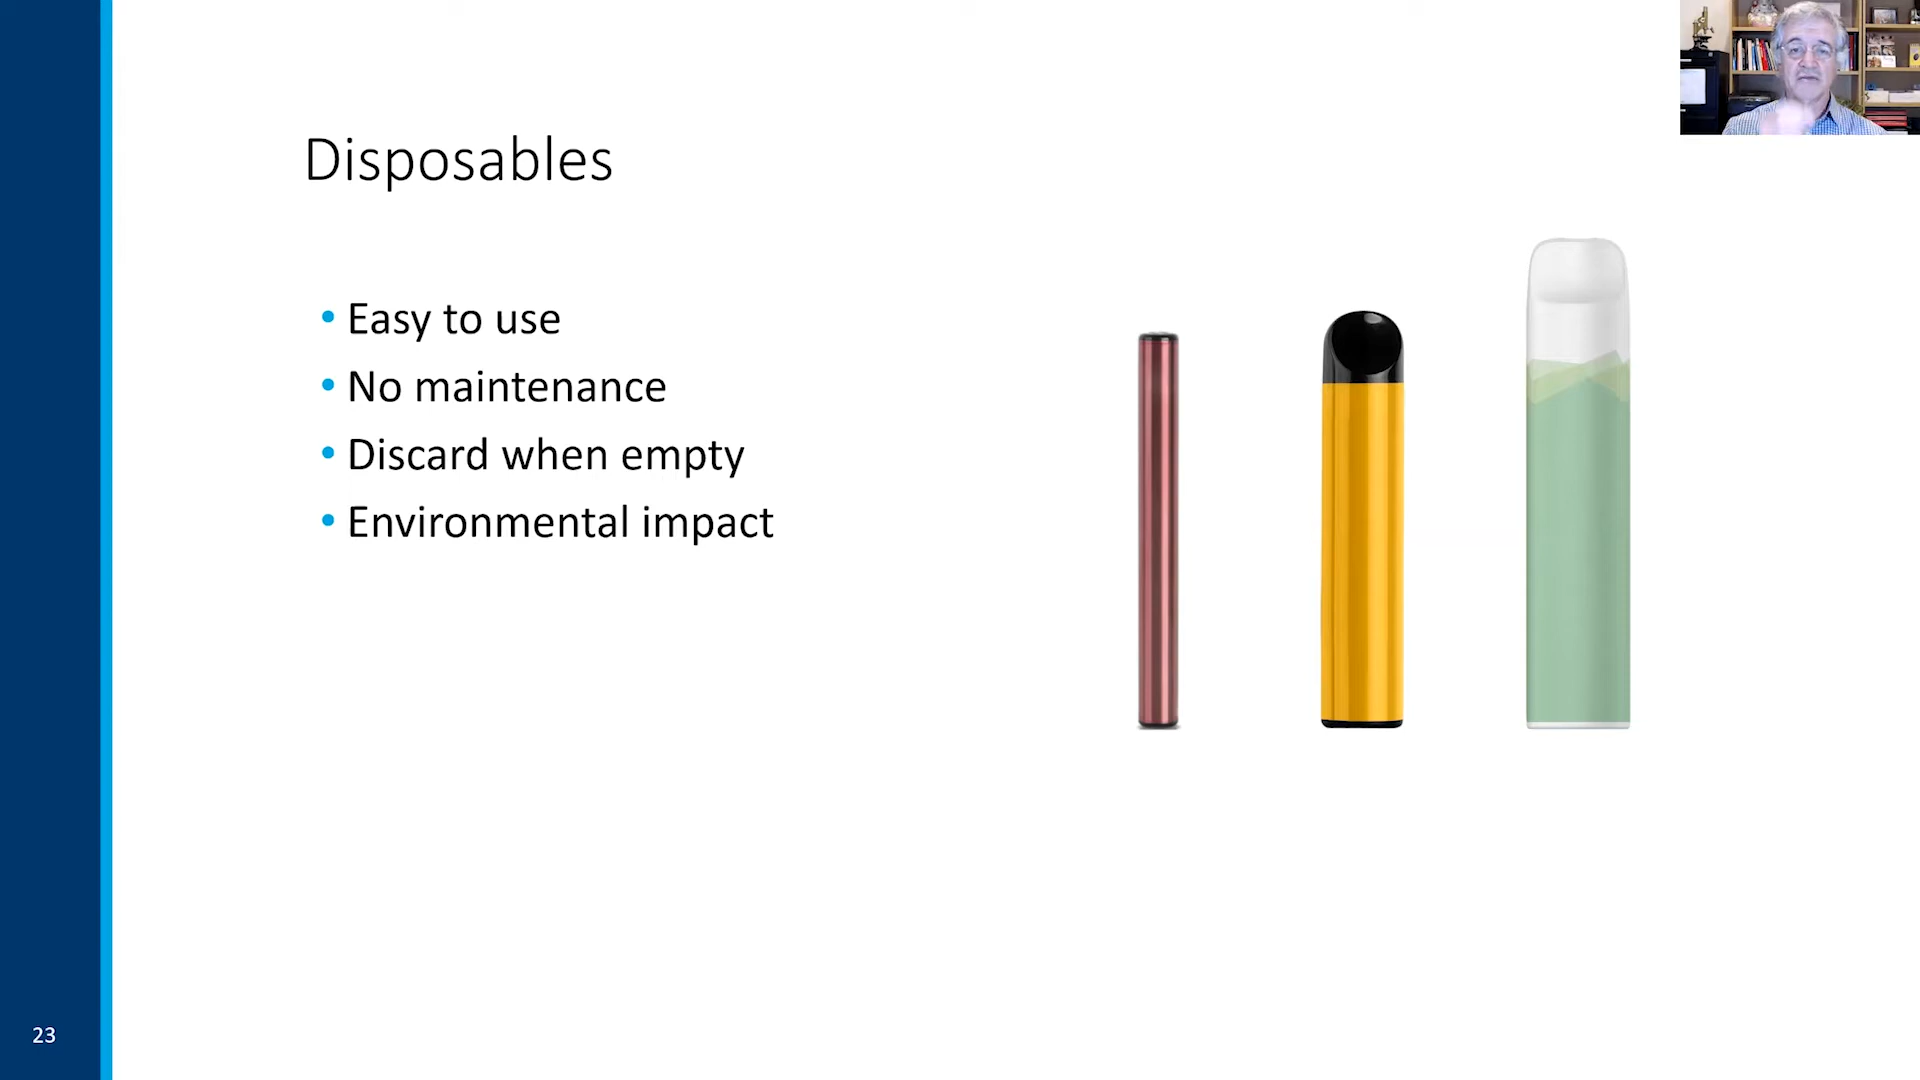 Disposables
• Easy to use
• No maintenance
• Discard when empty
• Environmental impact
23